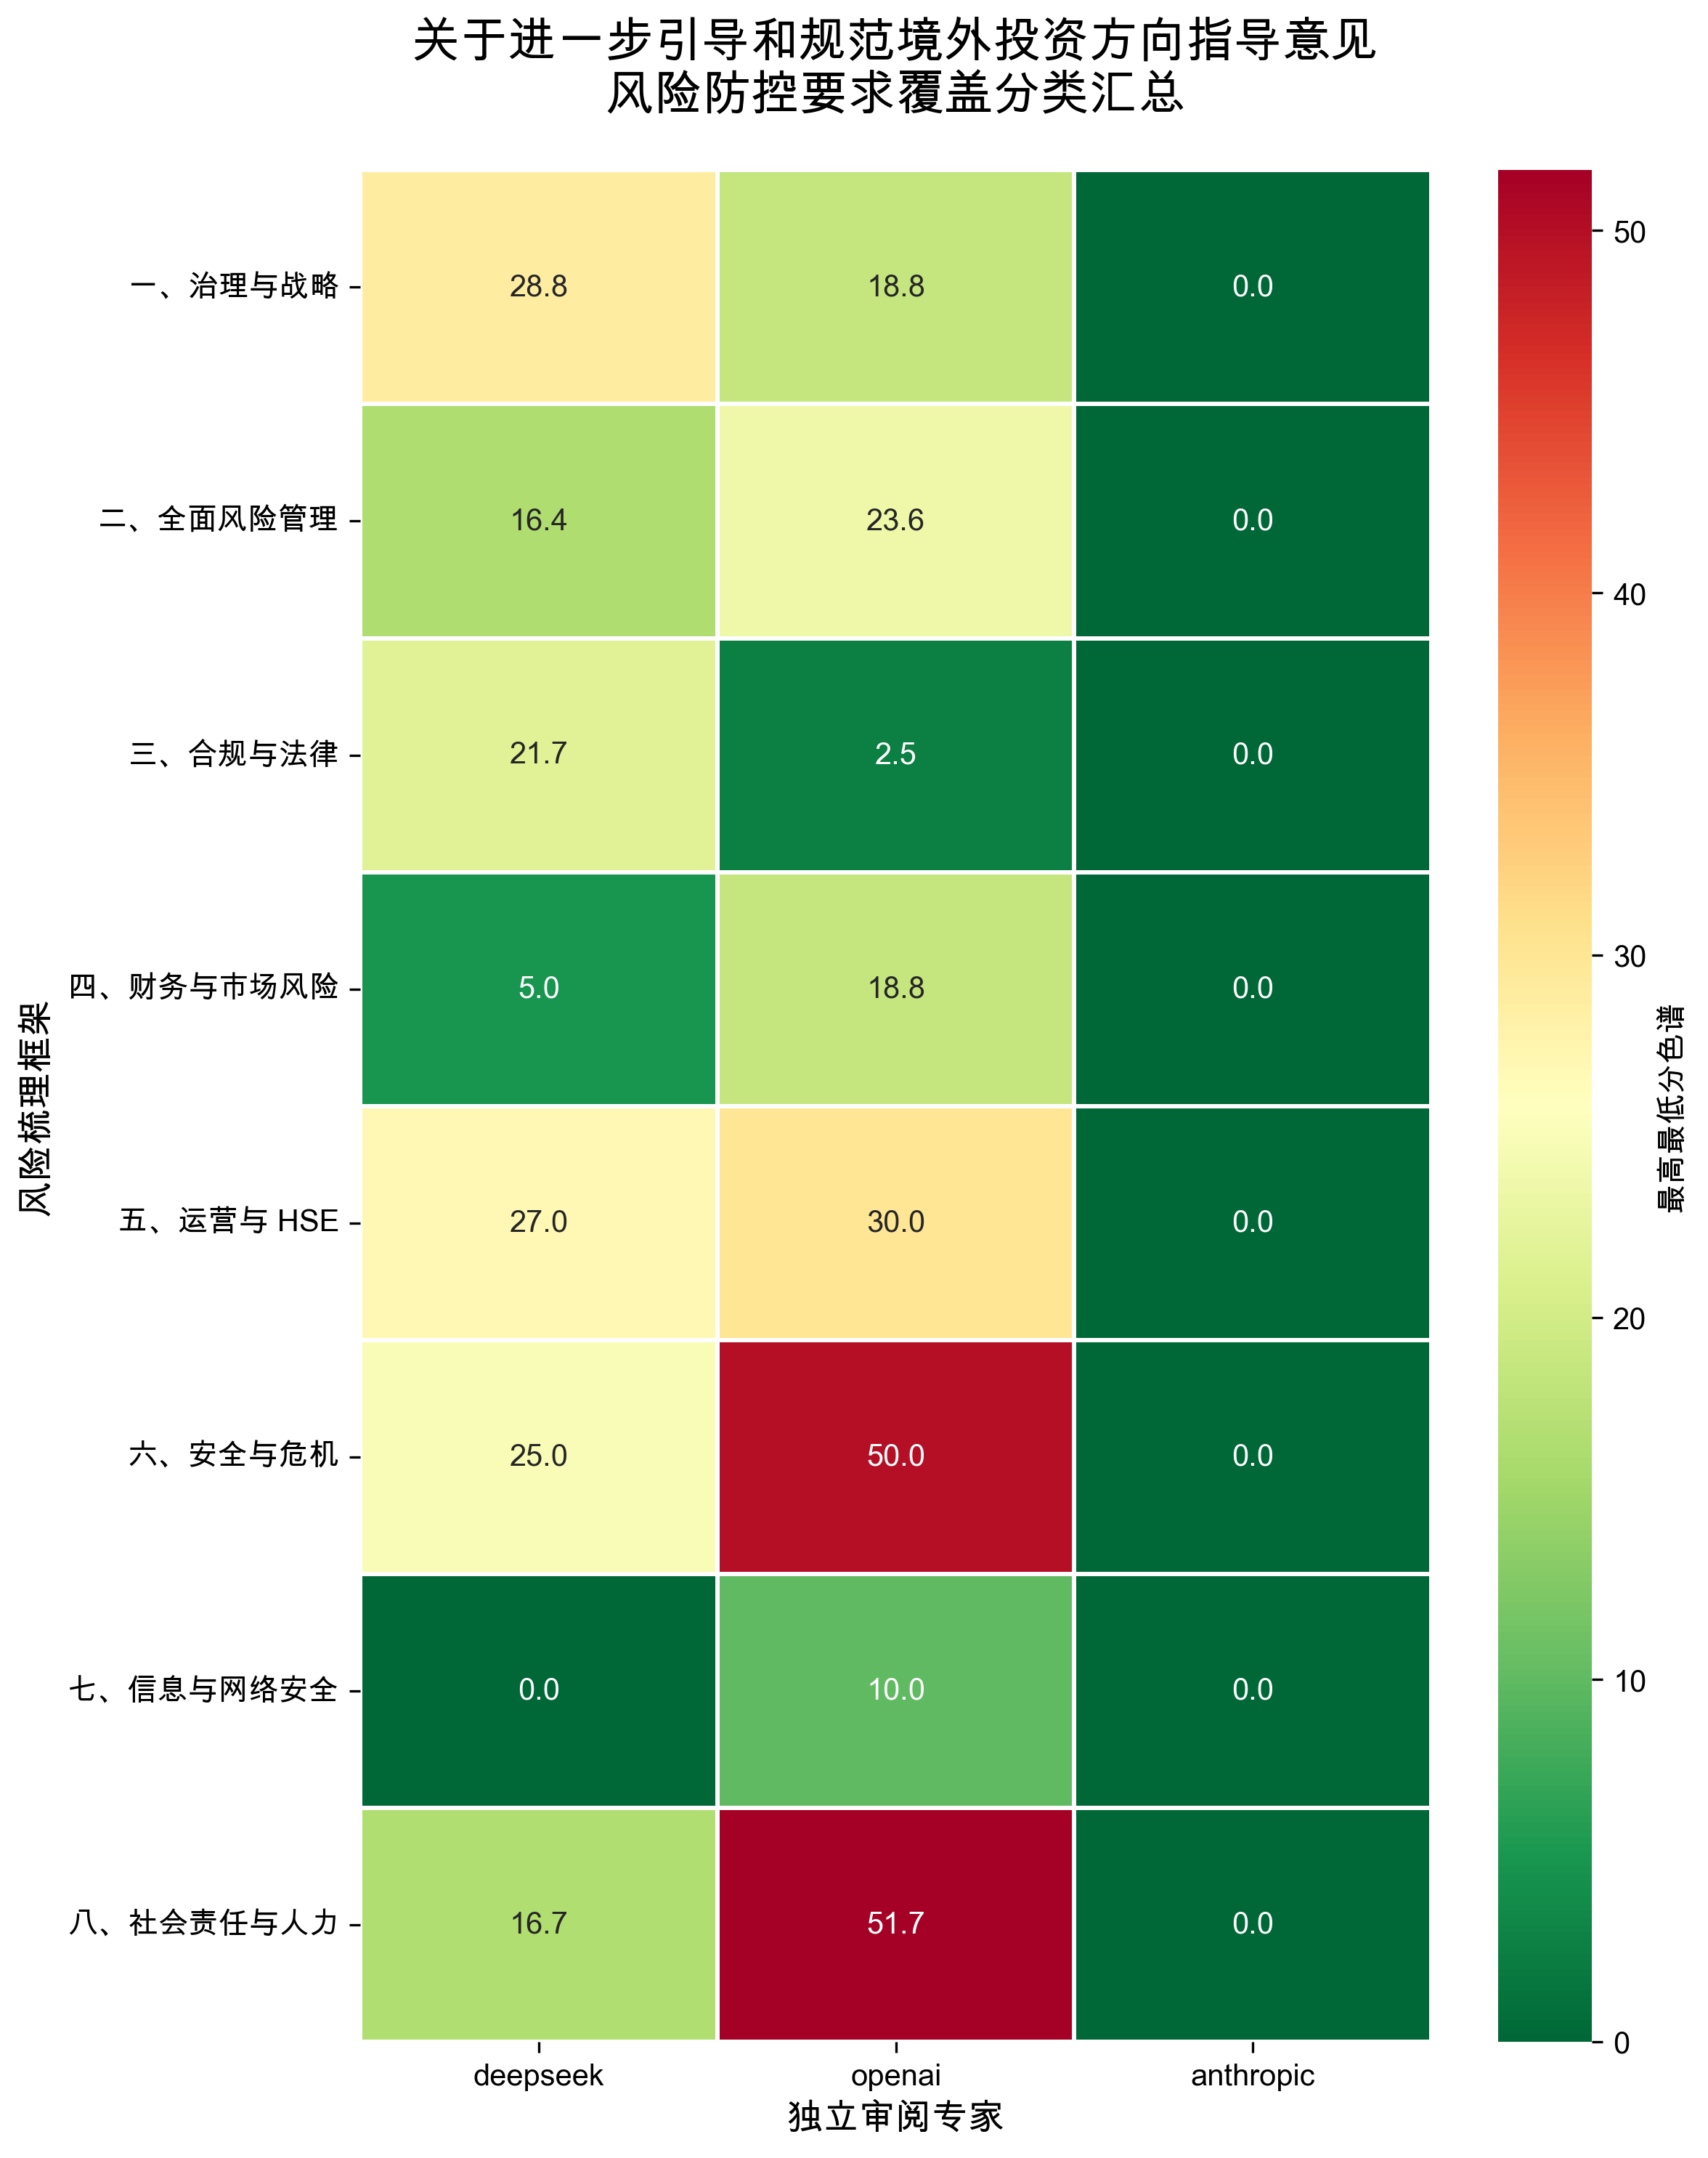 关于进一步引导和规范境外投资方向指导意见
风险防控要求覆盖分类汇总
风险梳理框架
一、治理与战略 28.8 18.8 0.0
二、全面风险管理 16.4 23.6 0.0
三、合规与法律 21.7 2.5 0.0
四、财务与市场风险 5.0 18.8 0.0
五、运营与 HSE 27.0 30.0 0.0
六、安全与危机 25.0 50.0 0.0
七、信息与网络安全 0.0 10.0 0.0
八、社会责任与人力 16.7 51.7 0.0
deepseek openai anthropic
独立审阅专家
50
40
30
20
10
0
最高最低分色谱